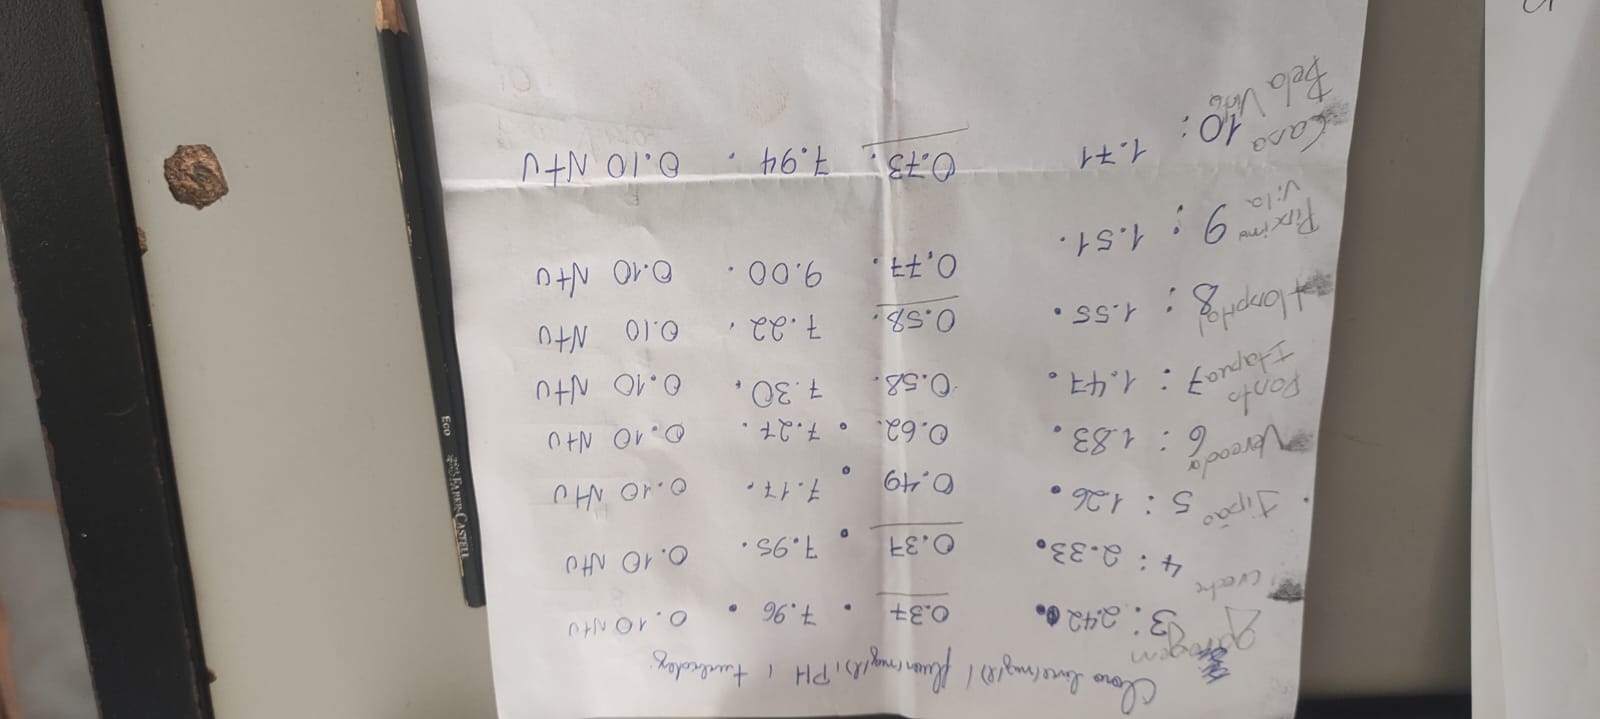 Cloro livre(mg/l) / fluor(mg/l), PH , turbidez.
garagem
3: 2.42. 0.37 . 7.96 . 0.10 NtU
creche
4: 2.33. 0.37 . 7.95. 0.10 NtU
Jipão 5: 1.26. 0.49 . 7.17. 0.10 NtU
Vereador
6: 1.83. 0.62. . 7.27. 0.10 NtU
Ponto
Itapua 7: 1.47. 0.58. 7.30. 0.10 NtU
Hospital
8: 1.55. 0.58. 7.22. 0.10 NtU
9: 1.51. 0.77. 9.00. 0.10 NtU
Vila
Casa
10: 1.71 0.73. 7.94. 0.10 NtU
Bela Vista
FABER-CASTELL
Eco